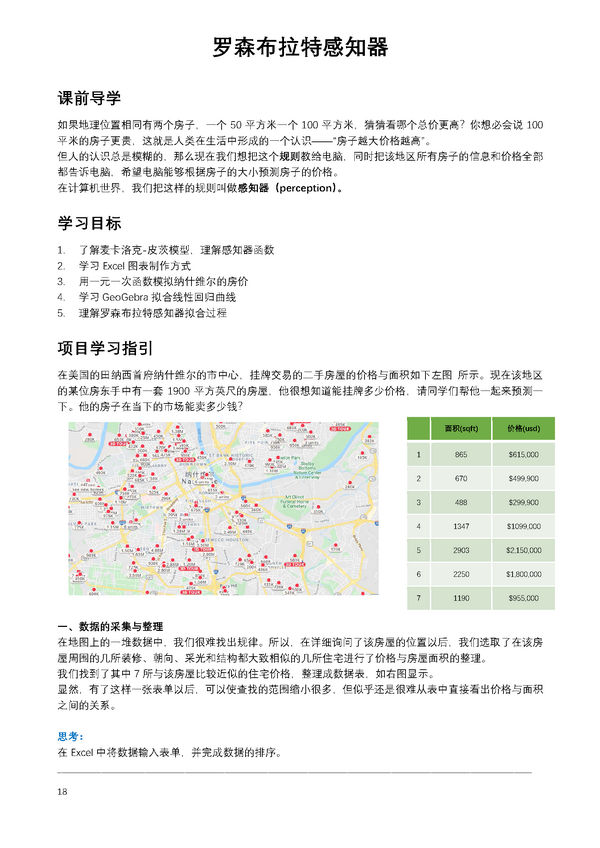 罗森布拉特感知器
课前导学
如果地理位置相同有两个房子，一个 50 平方米一个 100 平方米，猜猜看哪个总价更高？你想必会说 100
平米的房子更贵，这就是人类在生活中形成的一个认识——“房子越大价格越高”。
但人的认识总是模糊的，那么现在我们想把这个规则教给电脑，同时把该地区所有房子的信息和价格全部
都告诉电脑，希望电脑能够根据房子的大小预测房子的价格。
在计算机世界，我们把这样的规则叫做感知器（perception）。
学习目标
1. 了解麦卡洛克-皮茨模型，理解感知器函数
2. 学习 Excel 图表制作方式
3. 用一元一次函数模拟纳什维尔的房价
4. 学习 GeoGebra 拟合线性回归曲线
5. 理解罗森布拉特感知器拟合过程
项目学习指引
在美国的田纳西首府纳什维尔的市中心，挂牌交易的二手房屋的价格与面积如下左图 所示。现在该地区
的某位房东手中有一套 1900 平方英尺的房屋，他很想知道能挂牌多少价格，请同学们帮他一起来预测一
下。他的房子在当下的市场能卖多少钱？
面积(sqft) 价格(usd)
1 865 $615,000
2 670 $499,900
3 488 $299,900
4 1347 $1099,000
5 2903 $2,150,000
6 2250 $1,800,000
7 1190 $955,000
一、数据的采集与整理
在地图上的一堆数据中，我们很难找出规律。所以，在详细询问了该房屋的位置以后，我们选取了在该房
屋周围的几所装修、朝向、采光和结构都大致相似的几所住宅进行了价格与房屋面积的整理。
我们找到了其中 7 所与该房屋比较近似的住宅价格，整理成数据表，如右图显示。
显然，有了这样一张表单以后，可以使查找的范围缩小很多，但似乎还是很难从表中直接看出价格与面积
之间的关系。
思考：
在 Excel 中将数据输入表单，并完成数据的排序。
18